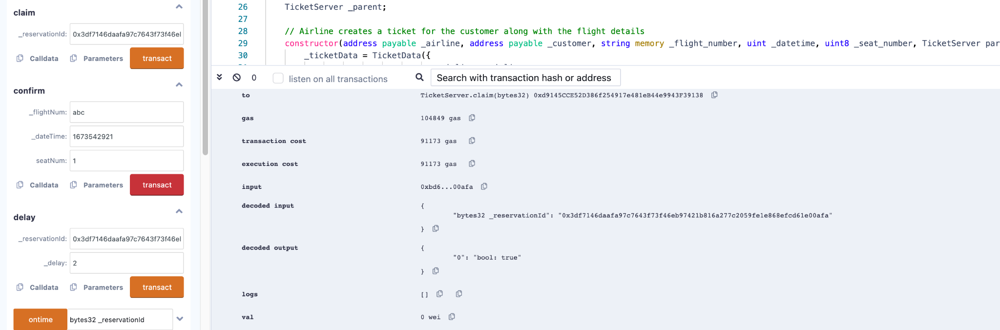 claim
_reservationId: 0x3df7146daafa97c7643f73f46el
Calldata Parameters transact
confirm
_flightNum: abc
_dateTime: 1673542921
seatNum: 1
Calldata Parameters transact
delay
_reservationId: 0x3df7146daafa97c7643f73f46el
_delay: 2
Calldata Parameters transact
ontime bytes32 _reservationId
26 TicketServer _parent;
27
28 // Airline creates a ticket for the customer along with the flight details
29 constructor(address payable _airline, address payable _customer, string memory _flight_number, uint _datetime, uint8 _seat_number, TicketServer par
30 _ticketData = TicketData({
0 listen on all transactions Search with transaction hash or address
to TicketServer.claim(bytes32) 0xd9145CCE52D386f254917e481eB44e9943F39138
gas 104849 gas
transaction cost 91173 gas
execution cost 91173 gas
input 0xbd6...00afa
decoded input {
"bytes32 _reservationId": "0x3df7146daafa97c7643f73f46eb97421b816a277c2059fe1e868efcd61e00afa"
}
decoded output {
"0": "bool: true"
}
logs []
val 0 wei